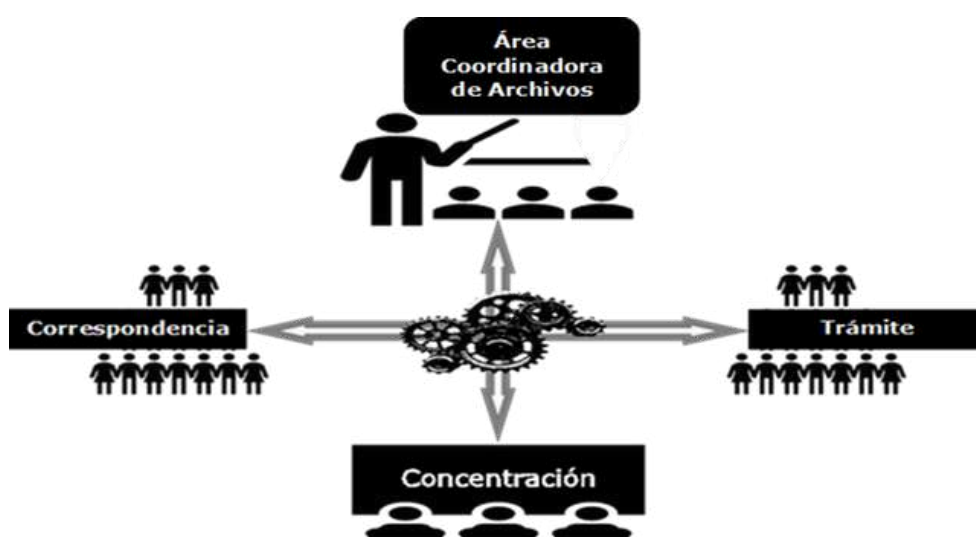 Área
Coordinadora
de Archivos
Correspondencia
Trámite
Concentración